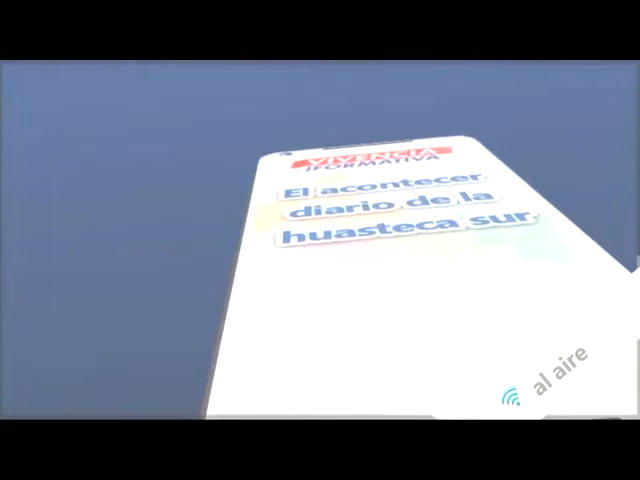 VIVENCIA
IFORMATIVA
El acontecer
diario de la
huasteca sur
al aire